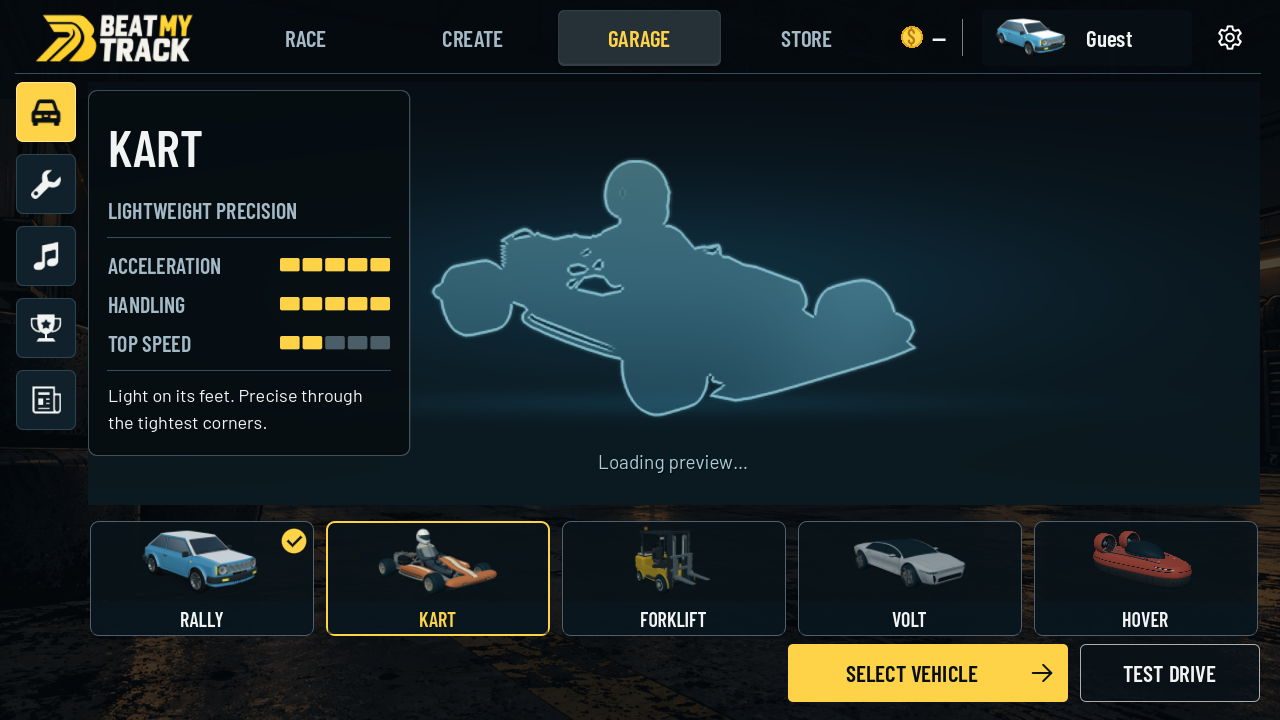 BEAT MY
TRACK
RACE
CREATE
GARAGE
STORE
$ –
Guest
KART
LIGHTWEIGHT PRECISION
ACCELERATION
HANDLING
TOP SPEED
Light on its feet. Precise through
the tightest corners.
Loading preview...
RALLY
KART
FORKLIFT
VOLT
HOVER
SELECT VEHICLE
TEST DRIVE